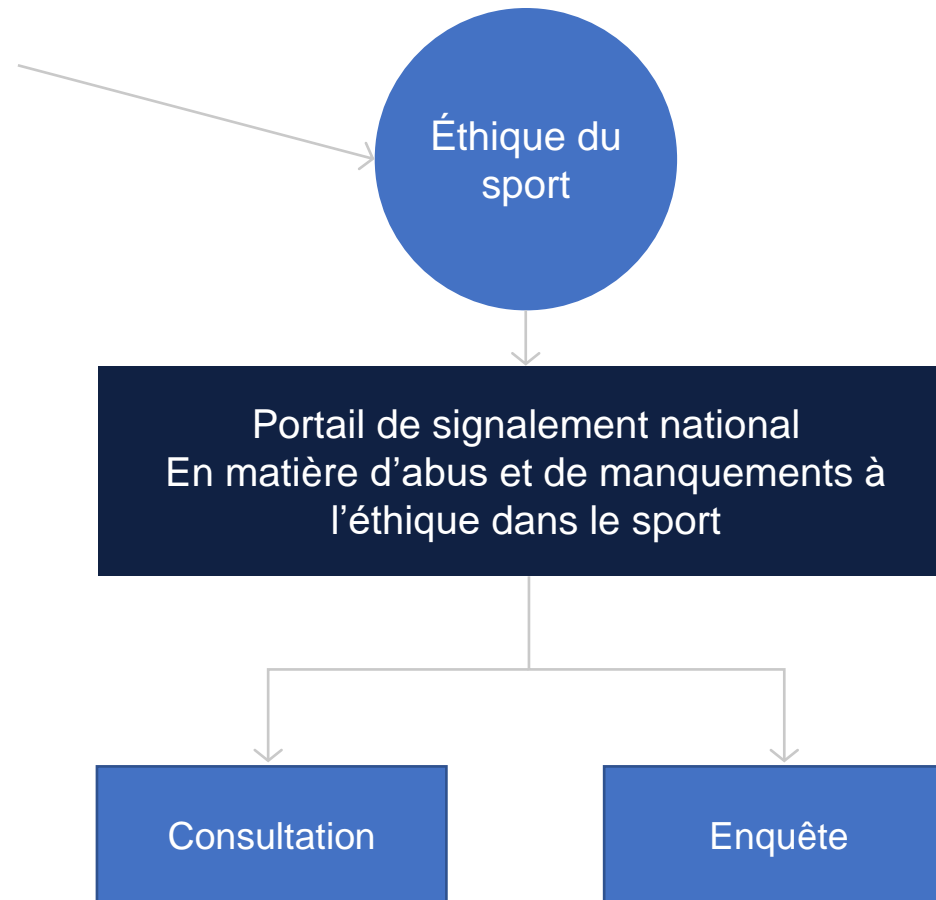 Éthique du
sport
Portail de signalement national
En matière d’abus et de manquements à
l’éthique dans le sport
Consultation
Enquête